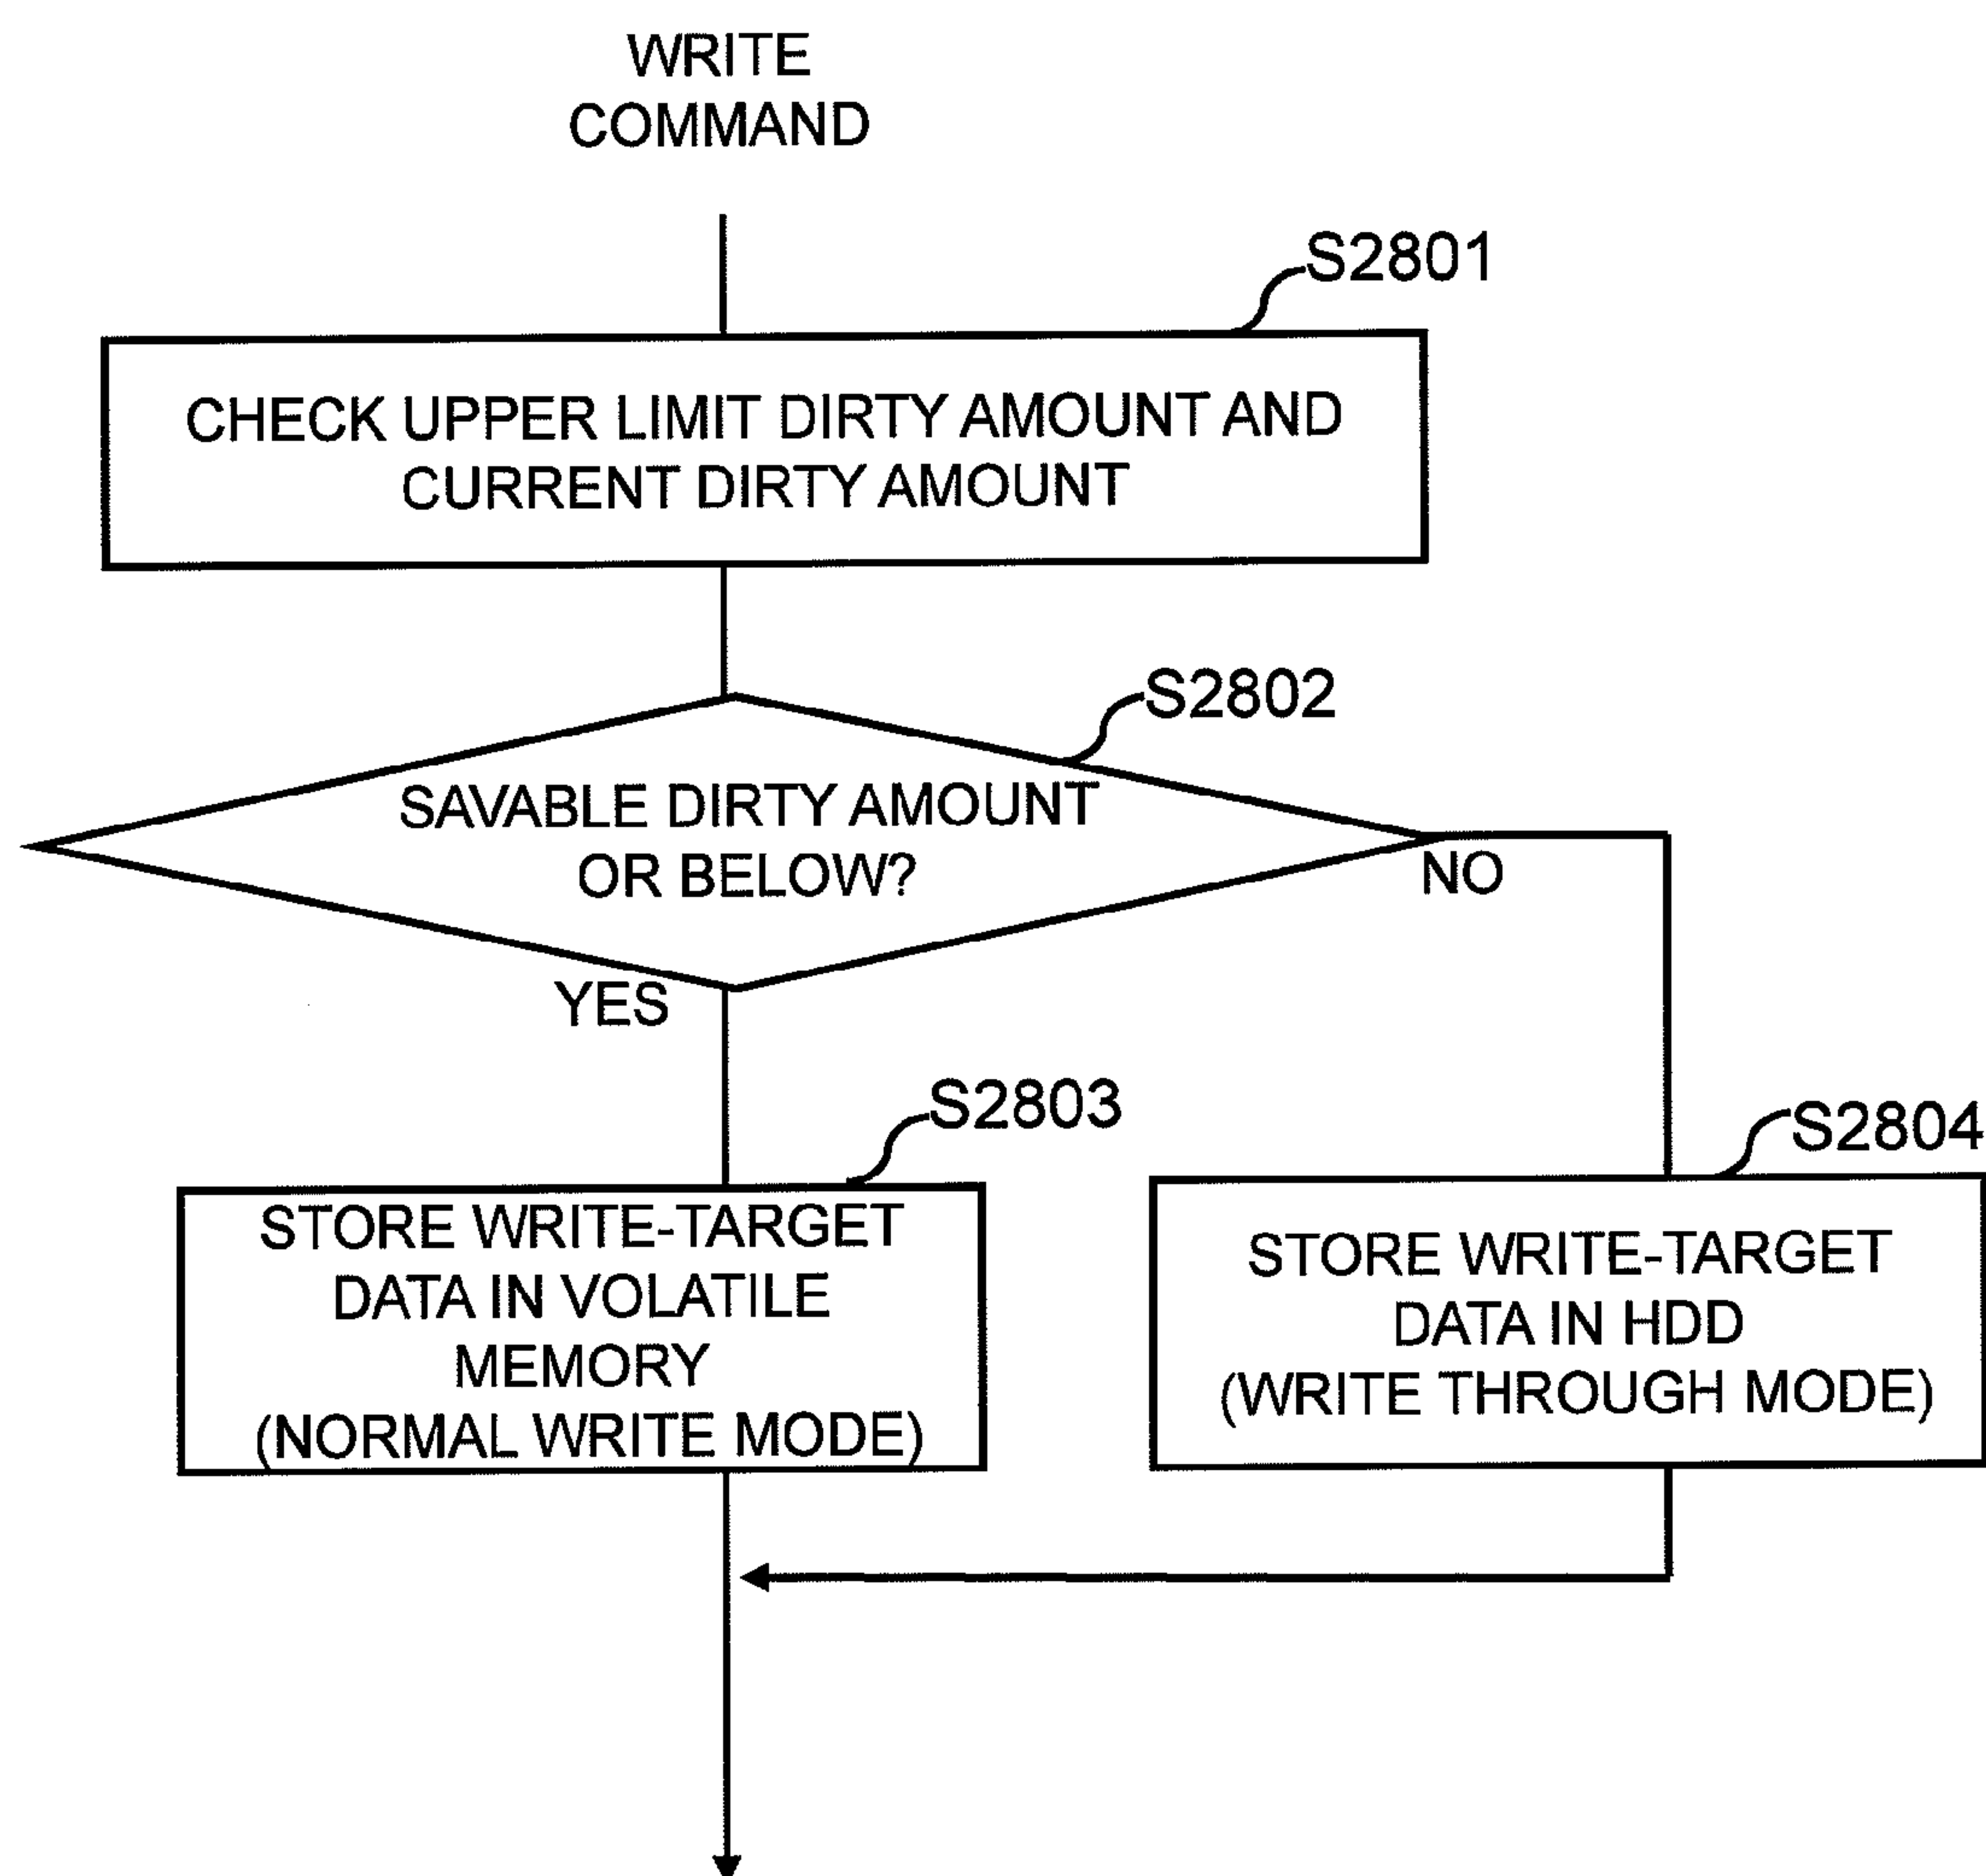 WRITE
COMMAND
S2801
CHECK UPPER LIMIT DIRTY AMOUNT AND
CURRENT DIRTY AMOUNT
S2802
SAVABLE DIRTY AMOUNT
OR BELOW?
NO
YES
S2803
STORE WRITE-TARGET
DATA IN VOLATILE
MEMORY
(NORMAL WRITE MODE)
S2804
STORE WRITE-TARGET
DATA IN HDD
(WRITE THROUGH MODE)